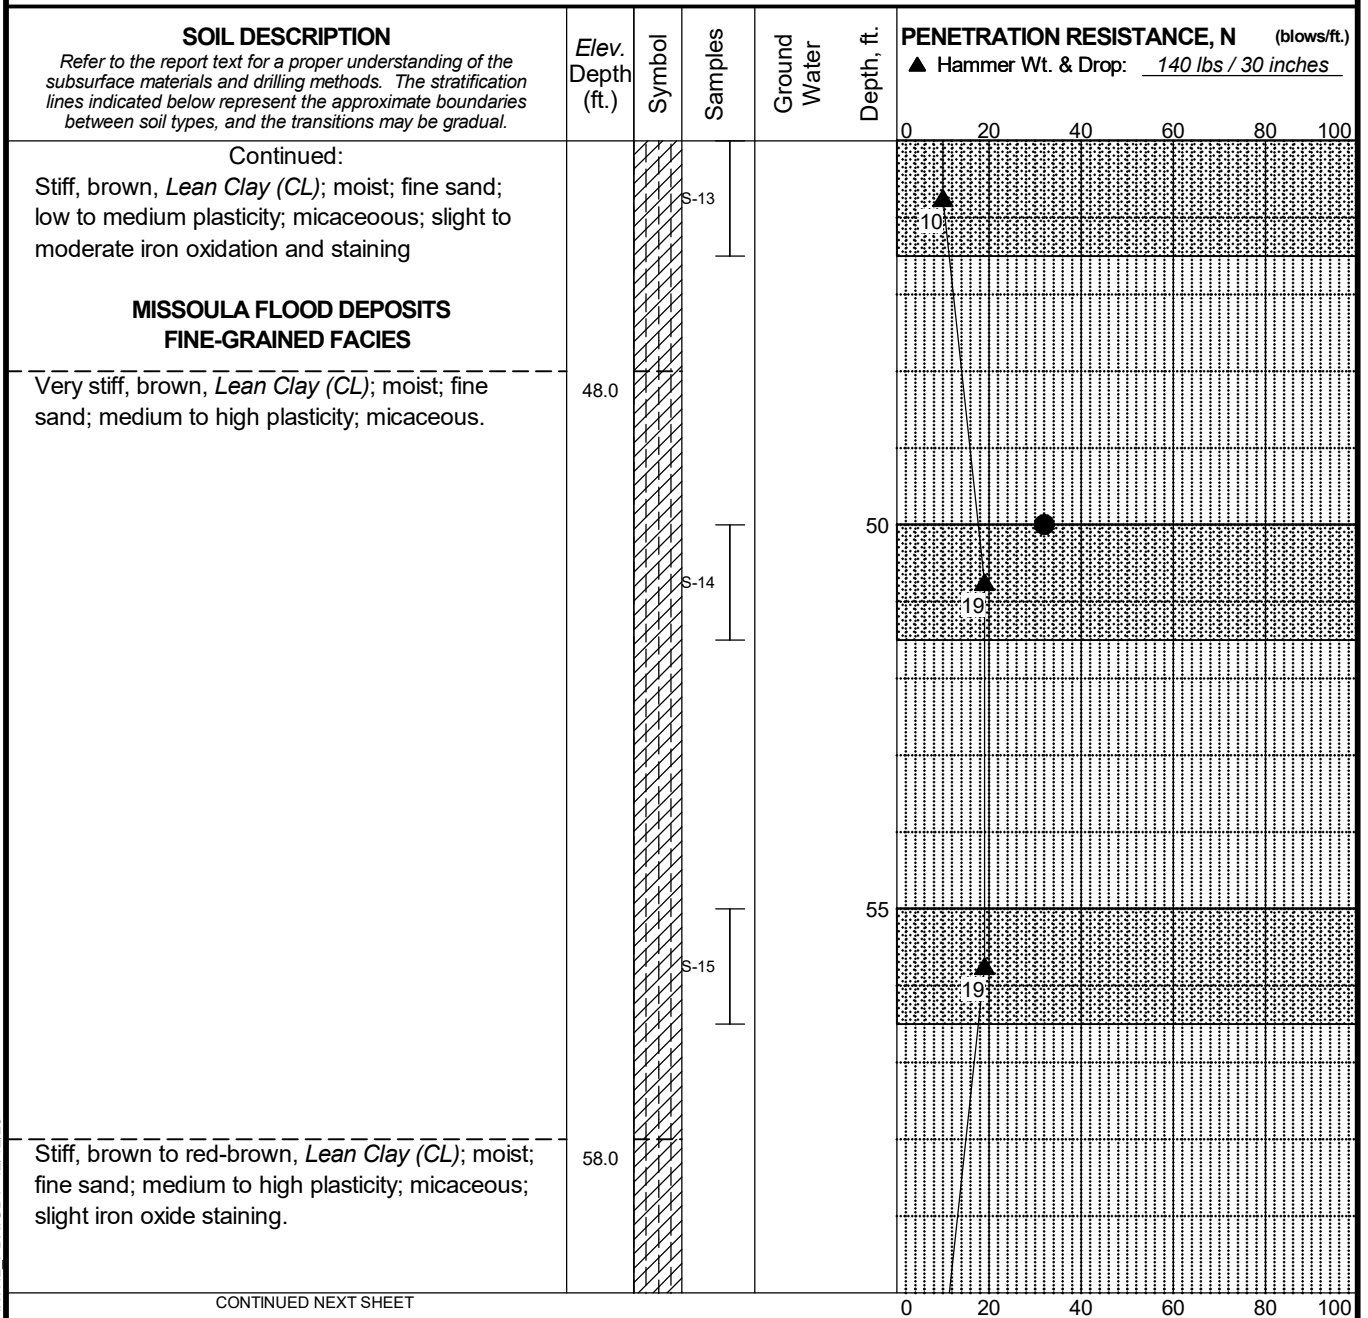 SOIL DESCRIPTION
Refer to the report text for a proper understanding of the
subsurface materials and drilling methods. The stratification
lines indicated below represent the approximate boundaries
between soil types, and the transitions may be gradual.
Elev.
Depth
(ft.)
Symbol
Samples
Ground
Water
Depth, ft.
PENETRATION RESISTANCE, N (blows/ft.)
▲ Hammer Wt. & Drop: 140 lbs / 30 inches
0 20 40 60 80 100
Continued:
Stiff, brown, Lean Clay (CL); moist; fine sand;
low to medium plasticity; micaceoous; slight to
moderate iron oxidation and staining
S-13
10
MISSOULA FLOOD DEPOSITS
FINE-GRAINED FACIES
Very stiff, brown, Lean Clay (CL); moist; fine
sand; medium to high plasticity; micaceous.
48.0
50
S-14
19
55
S-15
19
Stiff, brown to red-brown, Lean Clay (CL); moist;
fine sand; medium to high plasticity; micaceous;
slight iron oxide staining.
58.0
CONTINUED NEXT SHEET
0 20 40 60 80 100